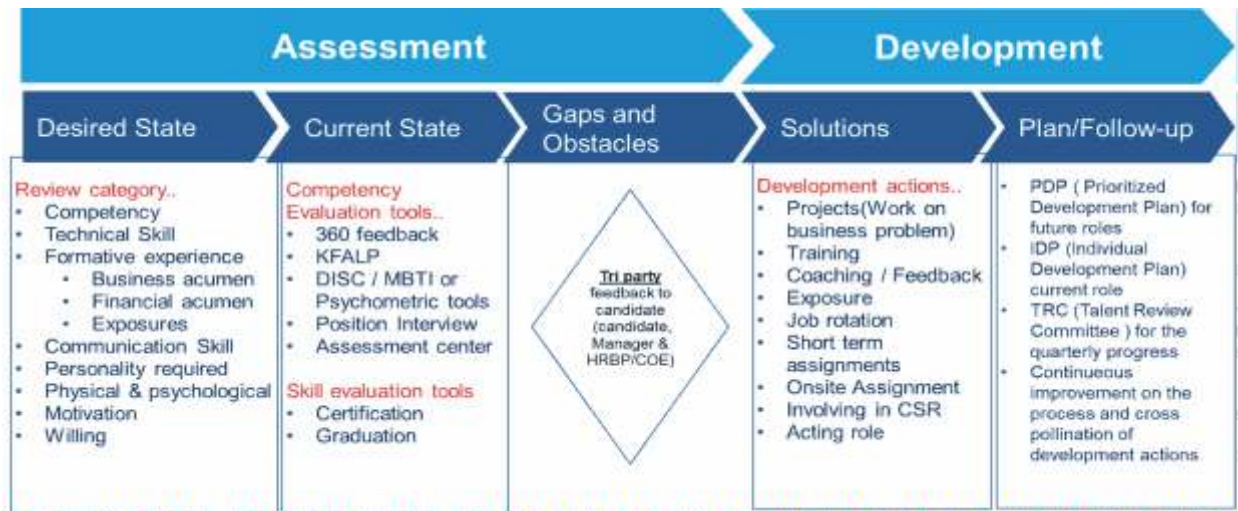 Assessment
Development
Desired State
Current State
Gaps and
Obstacles
Solutions
Plan/Follow-up
Review category..
• Competency
• Technical Skill
• Formative experience
• Business acumen
• Financial acumen
• Exposures
• Communication Skill
• Personality required
• Physical & psychological
• Motivation
• Willing
Competency
Evaluation tools..
• 360 feedback
• KFALP
• DISC / MBTI or
Psychometric tools
• Position Interview
• Assessment center
Skill evaluation tools
• Certification
• Graduation
Tri party
feedback to
candidate
(candidate,
Manager &
HRBP/COE)
Development actions..
• Projects(Work on
business problem)
• Training
• Coaching / Feedback
• Exposure
• Job rotation
• Short term
assignments
• Onsite Assignment
• Involving in CSR
• Acting role
• PDP ( Prioritized
Development Plan) for
future roles
• IDP (Individual
Development Plan)
current role
• TRC (Talent Review
Committee ) for the
quarterly progress
• Continuous
improvement on the
process and cross
pollination of
development actions